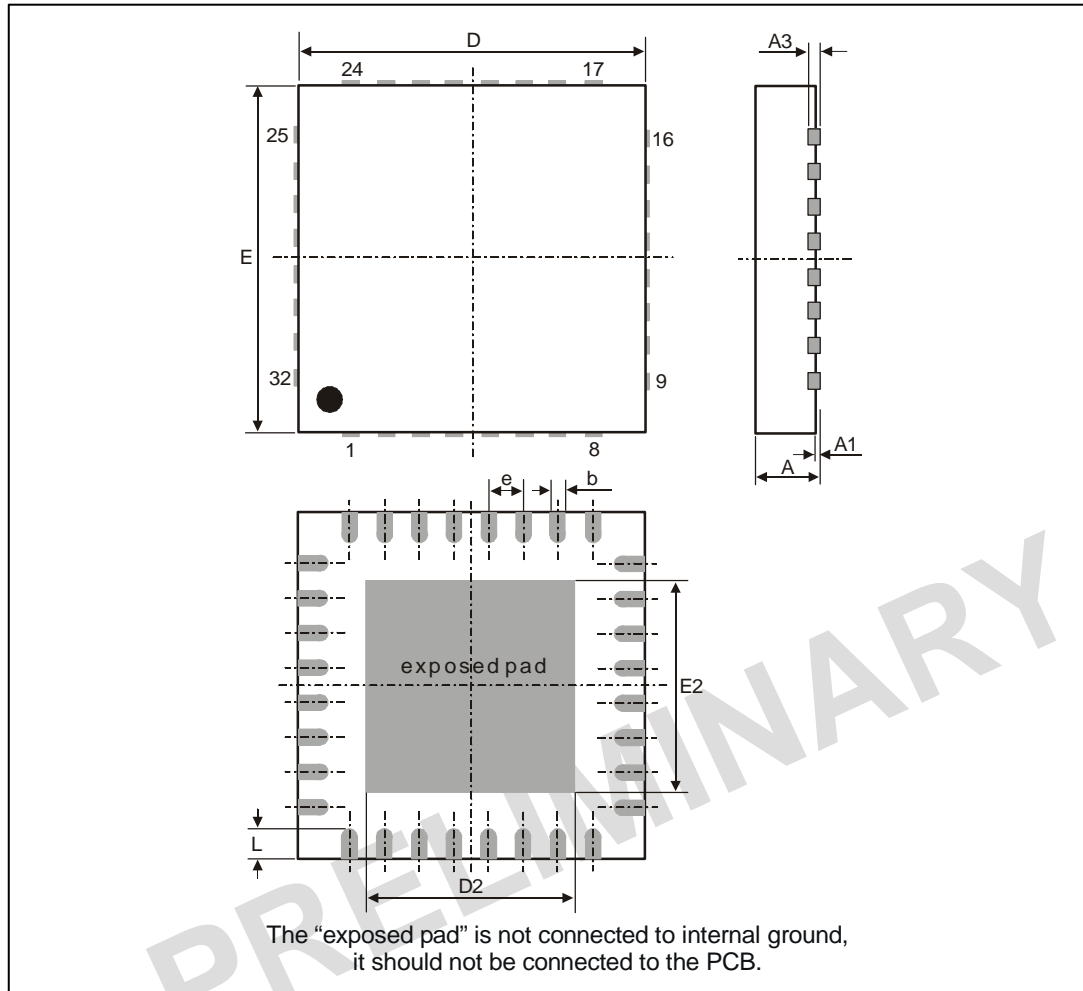 D
A3
24 17
25
16
E
32
9
1 8
A1
A
e
b
exposed pad
E2
L
D2
PRELIMINARY
The “exposed pad” is not connected to internal ground,
it should not be connected to the PCB.